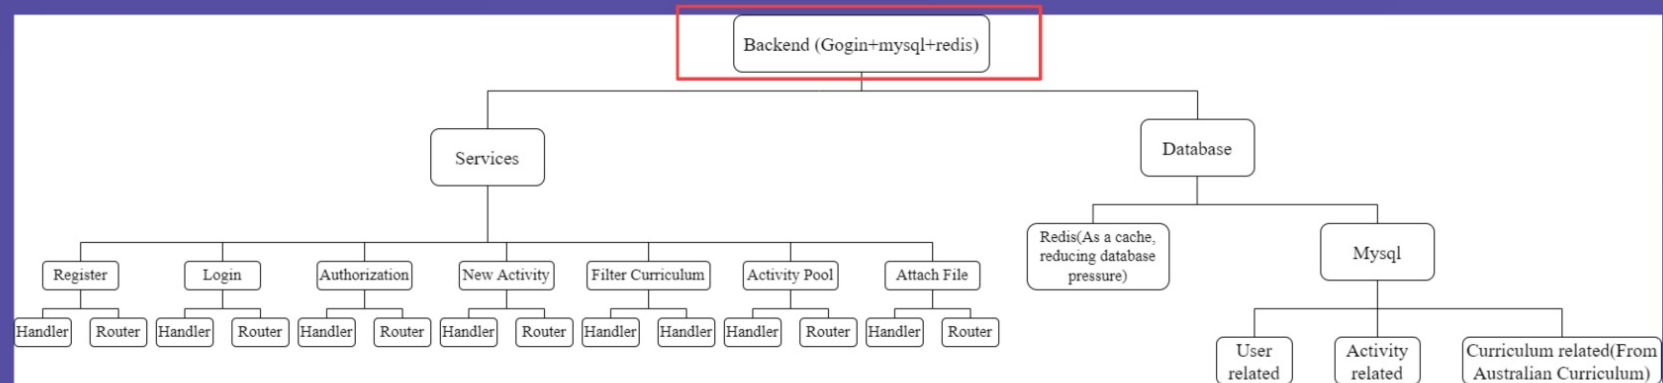 Backend (Gogin+mysql+redis)
Services
Database
Redis(As a cache,
reducing database
pressure)
Mysql
Register
Login
Authorization
New Activity
Filter Curriculum
Activity Pool
Attach File
Handler
Router
Handler
Router
Handler
Router
Handler
Router
Handler
Handler
Handler
Router
Handler
Router
User
related
Activity
related
Curriculum related(From
Australian Curriculum)